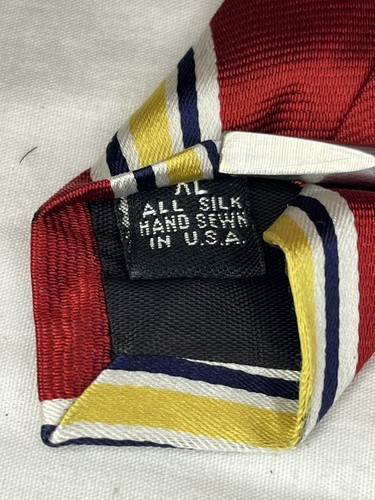 XL
ALL SILK
HAND SEWN
IN U.S.A.